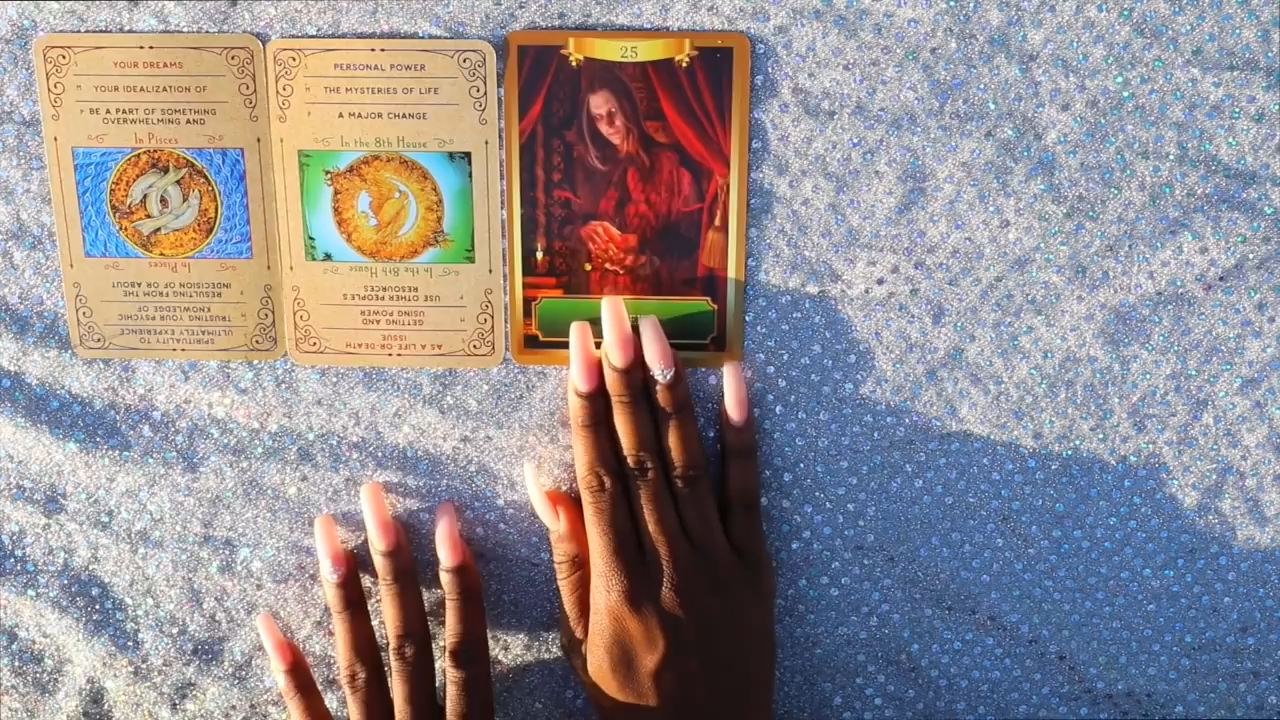 YOUR DREAMS
M YOUR IDEALIZATION OF
P BE A PART OF SOMETHING
OVERWHELMING AND
In Pisces
SPIRITUALITY TO
ULTIMATELY EXPERIENCE
TRUSTING YOUR PSYCHIC
KNOWLEDGE OF
RESULTING FROM THE
INDECISION OF OR ABOUT
In Pisces
PERSONAL POWER
THE MYSTERIES OF LIFE
A MAJOR CHANGE
In the 8th House
AS A LIFE-OR-DEATH
ISSUE
GETTING AND
USING POWER
USE OTHER PEOPLE'S
RESOURCES
In the 8th House
25